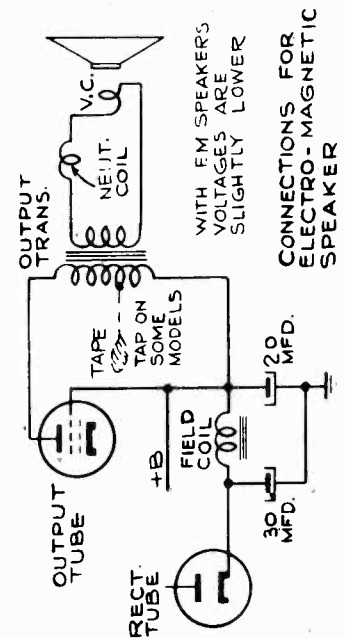 OUTPUT
TRANS.
V.C.
NEUT.
COIL
WITH E.M SPEAKERS
VOLTAGES ARE
SLIGHTLY LOWER
TAPE
TAP ON
SOME
MODELS
OUTPUT
TUBE
+B
FIELD
COIL
RECT.
TUBE
30
MFD.
20
MFD.
CONNECTIONS FOR
ELECTRO-MAGNETIC
SPEAKER